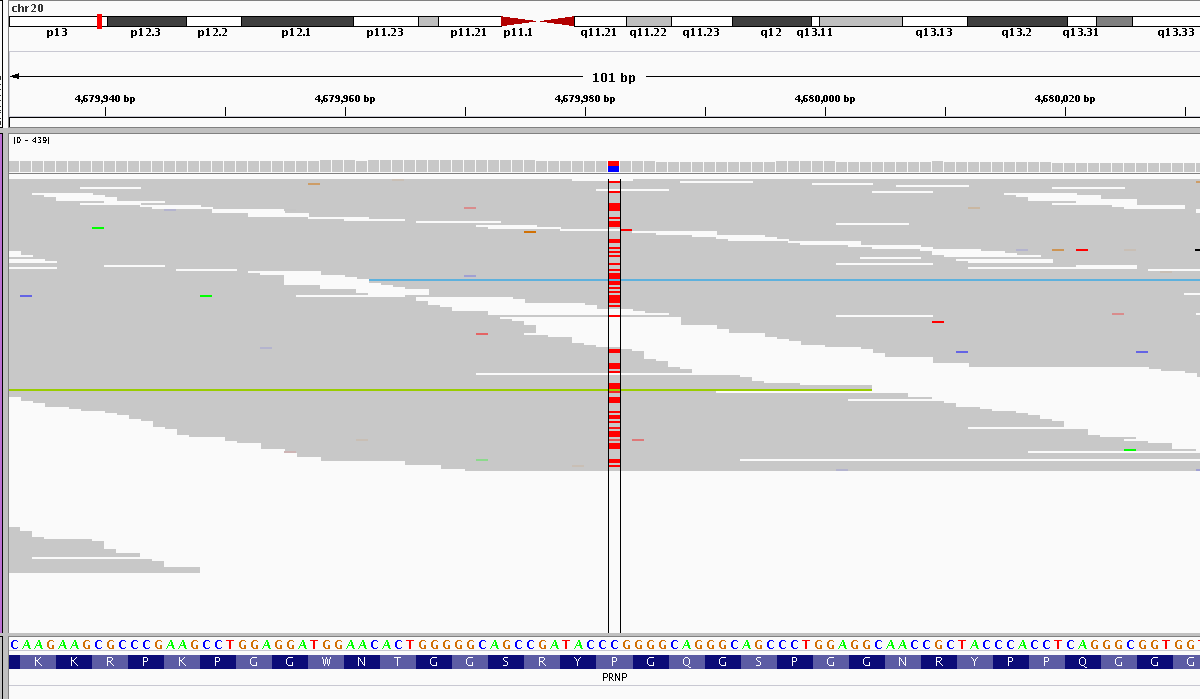 chr20
p13 p12.3 p12.2 p12.1 p11.23 p11.21 p11.1 q11.21 q11.22 q11.23 q12 q13.11 q13.13 q13.2 q13.31 q13.33
101 bp
4,679,940 bp 4,679,960 bp 4,679,980 bp 4,680,000 bp 4,680,020 bp
[0 - 439]
CAAGAAGCGCCCGAAGCCTGGAGGATGGAACACTGGGGGCAGCCGATACCCGGGGCAGGGCAGCCCTGGAGGCAACCGCTACCCACCTCAGGGCGGTGGT
K K R P K P G G W N T G G S R Y P G Q G S P G G N R Y P P Q G G G
PRNP